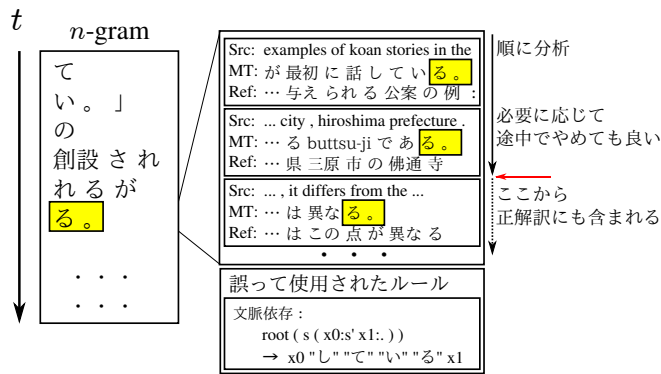 t
n-gram
て
い 。 」
の
創設 さ れ
れ る が
る 。
・ ・ ・
・ ・ ・
Src: examples of koan stories in the
MT: が 最初 に 話 し て い る 。
Ref: … 与え られ る 公案 の 例 :
Src: ... city , hiroshima prefecture .
MT: … る buttsu-ji で あ る 。
Ref: … 県 三原 市 の 佛通 寺
Src: ... , it differs from the ...
MT: … は 異な る 。
Ref: … は この 点 が 異な る
・ ・ ・
誤って使用されたルール
文脈依存 :
root ( s ( x0:s' x1:. ) )
→ x0 "し" "て" "い" "る" x1
順に分析
必要に応じて
途中でやめても良い
ここから
正解訳にも含まれる